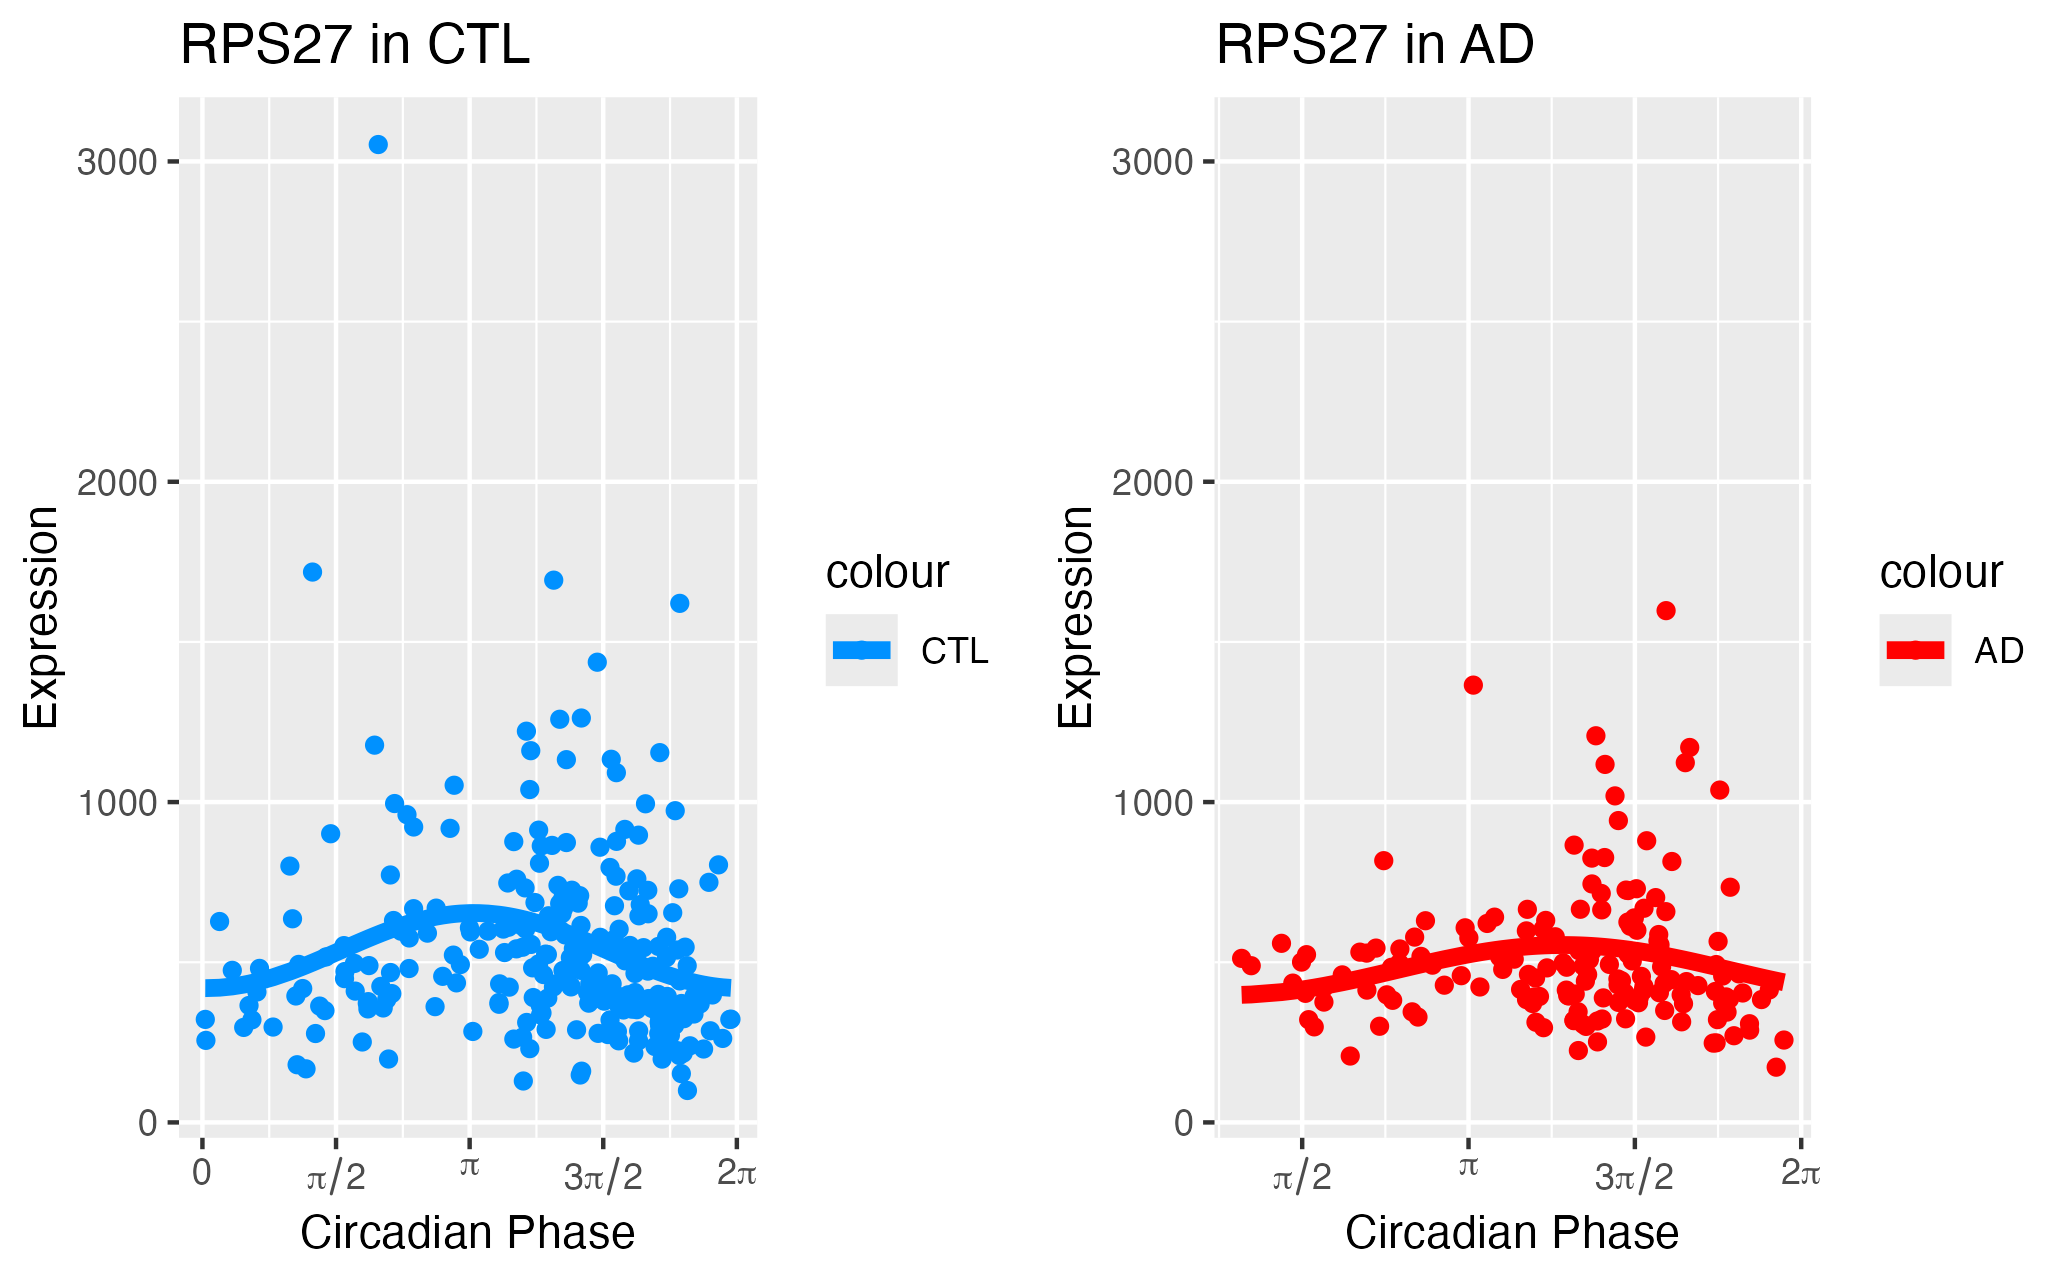 RPS27 in CTL
3000
2000
1000
0
Expression
0
π/2
π
3π/2
2π
Circadian Phase
colour
CTL
RPS27 in AD
3000
2000
1000
0
Expression
π/2
π
3π/2
2π
Circadian Phase
colour
AD